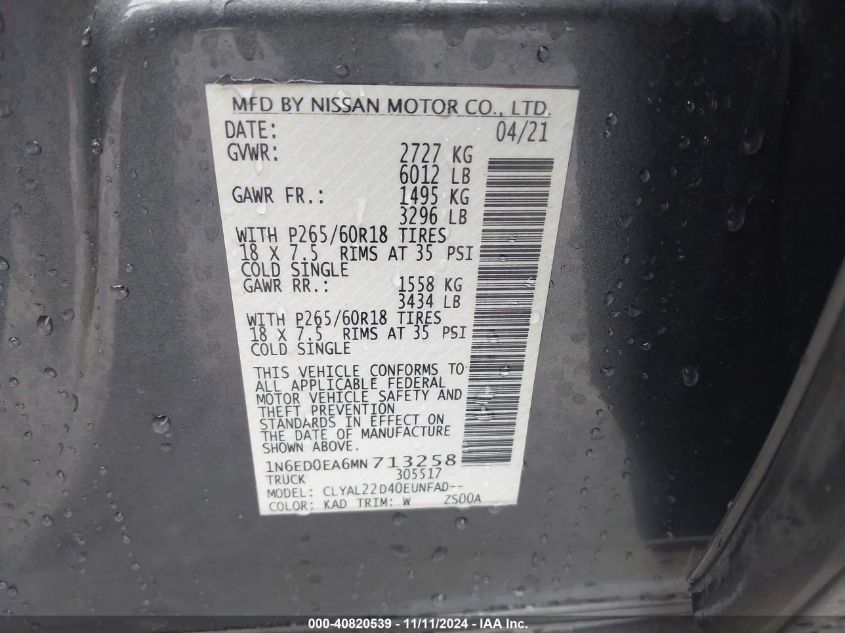 MFD BY NISSAN MOTOR CO., LTD.
DATE: 04/21
GVWR: 2727 KG
6012 LB
GAWR FR.: 1495 KG
3296 LB
WITH P265/60R18 TIRES
18 X 7.5 RIMS AT 35 PSI
COLD SINGLE
GAWR RR.: 1558 KG
3434 LB
WITH P265/60R18 TIRES
18 X 7.5 RIMS AT 35 PSI
COLD SINGLE
THIS VEHICLE CONFORMS TO
ALL APPLICABLE FEDERAL
MOTOR VEHICLE SAFETY AND
THEFT PREVENTION
STANDARDS IN EFFECT ON
THE DATE OF MANUFACTURE
SHOWN ABOVE.
1N6ED0EA6MN713258
TRUCK 305517
MODEL: CLYAL22D40EUNFAD--
COLOR: KAD TRIM: W ZS00A
000-40820539 - 11/11/2024 - IAA Inc.